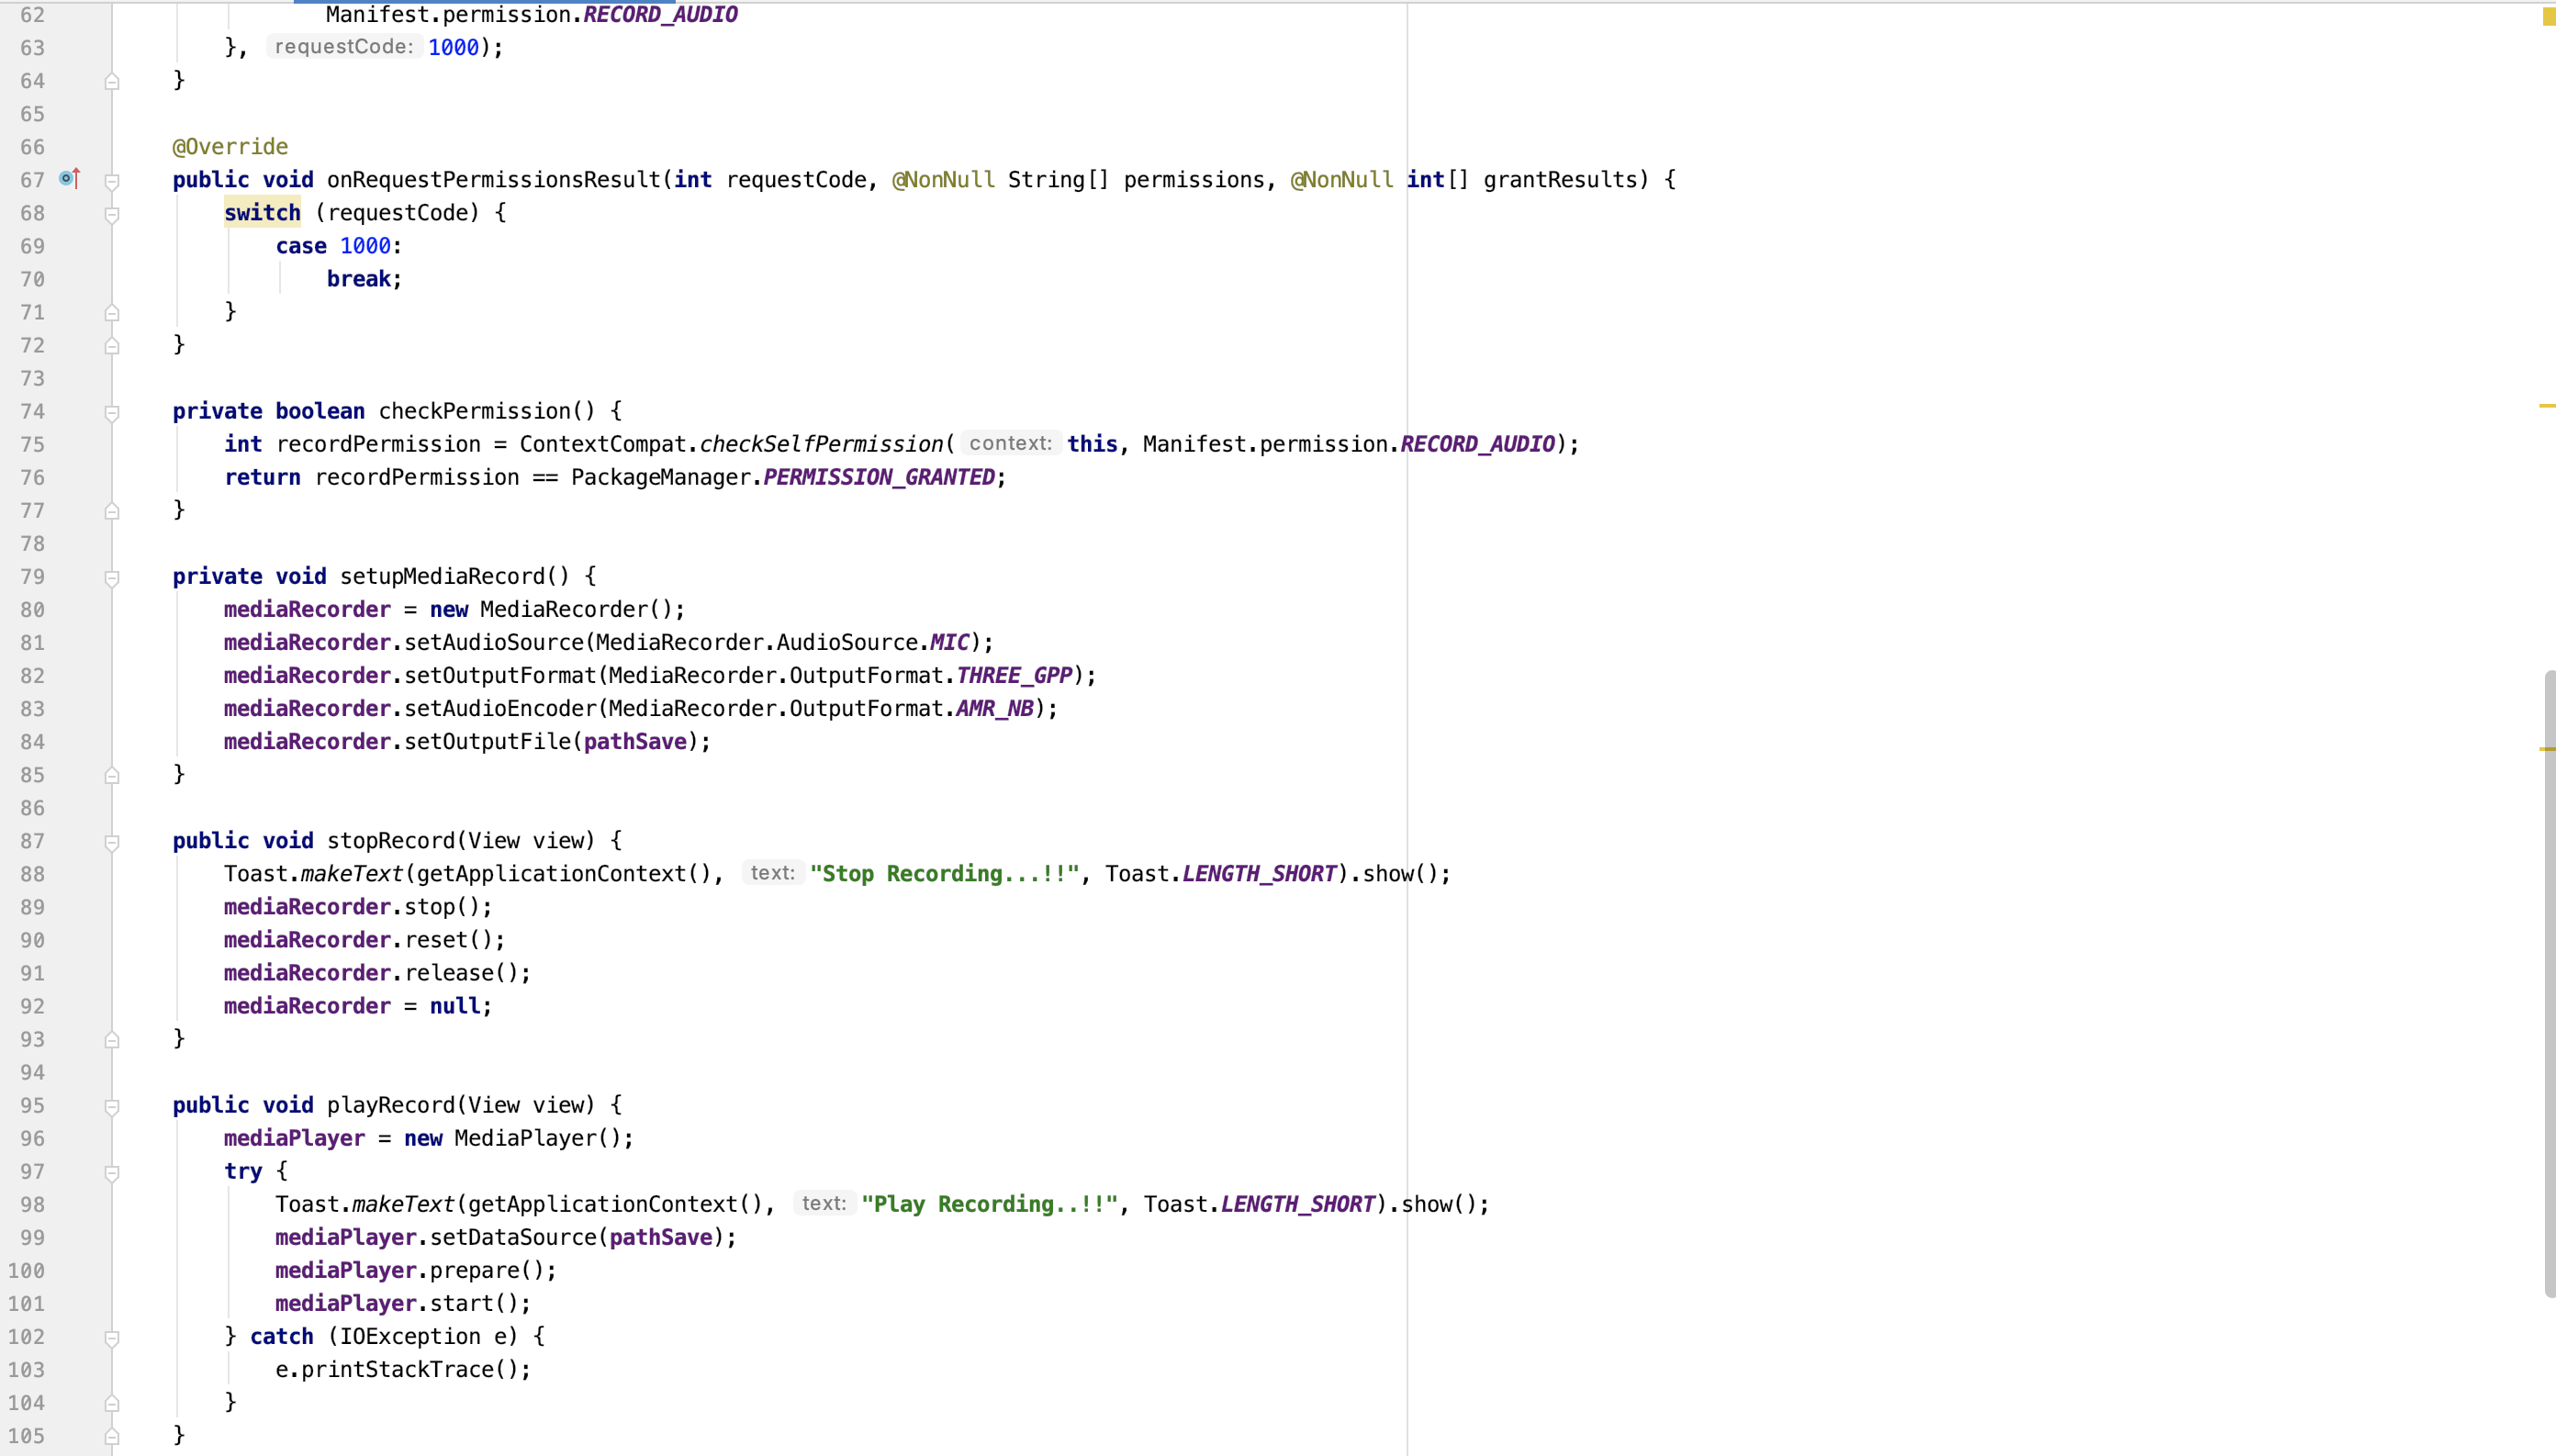 62 Manifest.permission.RECORD_AUDIO
63 }, requestCode: 1000);
64 }
65
66 @Override
67 public void onRequestPermissionsResult(int requestCode, @NonNull String[] permissions, @NonNull int[] grantResults) {
68 switch (requestCode) {
69 case 1000:
70 break;
71 }
72 }
73
74 private boolean checkPermission() {
75 int recordPermission = ContextCompat.checkSelfPermission( context: this, Manifest.permission.RECORD_AUDIO);
76 return recordPermission == PackageManager.PERMISSION_GRANTED;
77 }
78
79 private void setupMediaRecord() {
80 mediaRecorder = new MediaRecorder();
81 mediaRecorder.setAudioSource(MediaRecorder.AudioSource.MIC);
82 mediaRecorder.setOutputFormat(MediaRecorder.OutputFormat.THREE_GPP);
83 mediaRecorder.setAudioEncoder(MediaRecorder.OutputFormat.AMR_NB);
84 mediaRecorder.setOutputFile(pathSave);
85 }
86
87 public void stopRecord(View view) {
88 Toast.makeText(getApplicationContext(), text: "Stop Recording...!!", Toast.LENGTH_SHORT).show();
89 mediaRecorder.stop();
90 mediaRecorder.reset();
91 mediaRecorder.release();
92 mediaRecorder = null;
93 }
94
95 public void playRecord(View view) {
96 mediaPlayer = new MediaPlayer();
97 try {
98 Toast.makeText(getApplicationContext(), text: "Play Recording..!!", Toast.LENGTH_SHORT).show();
99 mediaPlayer.setDataSource(pathSave);
100 mediaPlayer.prepare();
101 mediaPlayer.start();
102 } catch (IOException e) {
103 e.printStackTrace();
104 }
105 }